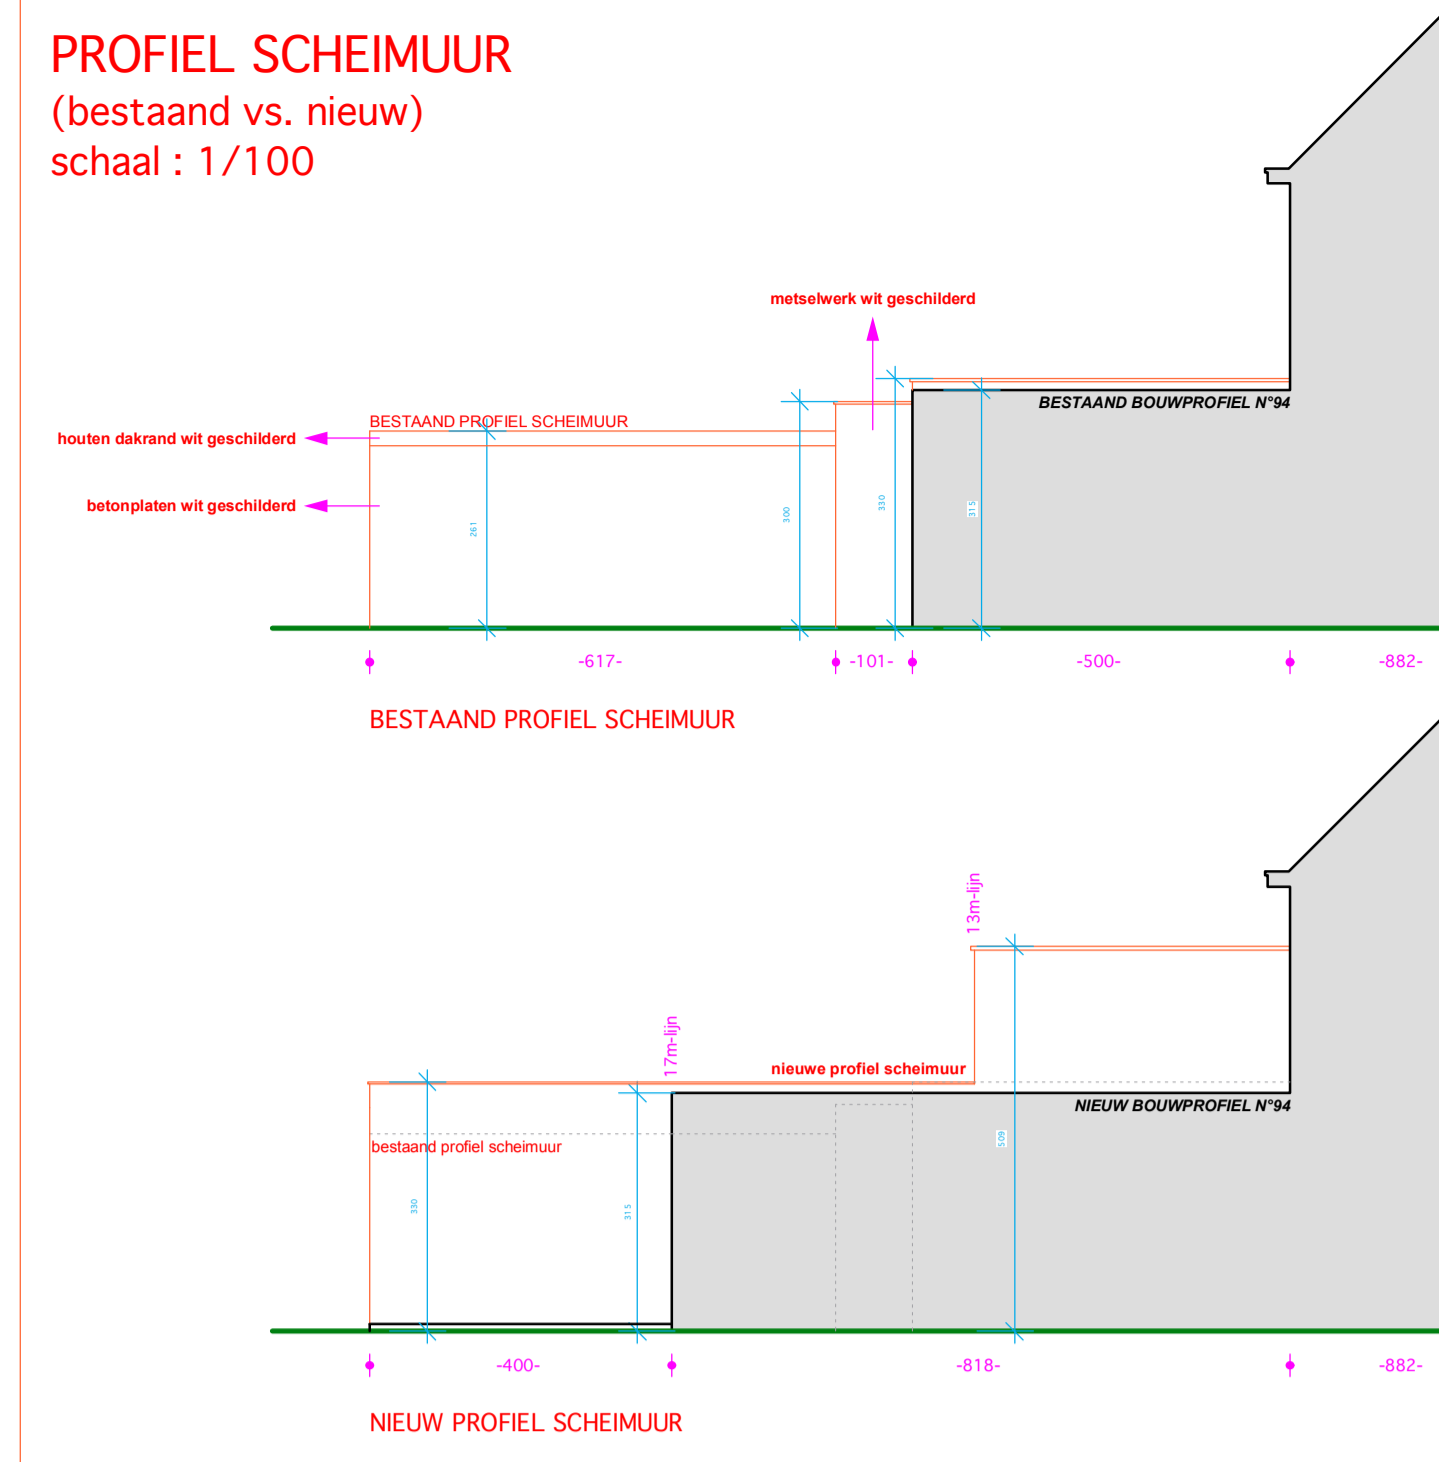 PROFIEL SCHEIMUUR
(bestaand vs. nieuw)
schaal : 1/100
metselwerk wit geschilderd
BESTAAND BOUWPROFIEL N°94
BESTAAND PROFIEL SCHEIMUUR
houten dakrand wit geschilderd
betonplaten wit geschilderd
261
300
330
315
-617-
-101-
-500-
-882-
BESTAAND PROFIEL SCHEIMUUR
13m-lijn
17m-lijn
nieuwe profiel scheimuur
NIEUW BOUWPROFIEL N°94
bestaand profiel scheimuur
330
315
509
-400-
-818-
-882-
NIEUW PROFIEL SCHEIMUUR